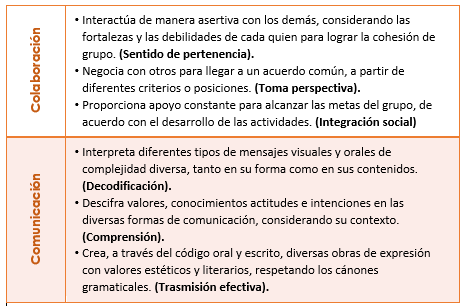 Colaboración
• Interactúa de manera asertiva con los demás, considerando las
fortalezas y las debilidades de cada quien para lograr la cohesión de
grupo. (Sentido de pertenencia).
• Negocia con otros para llegar a un acuerdo común, a partir de
diferentes criterios o posiciones. (Toma perspectiva).
• Proporciona apoyo constante para alcanzar las metas del grupo, de
acuerdo con el desarrollo de las actividades. (Integración social)
Comunicación
• Interpreta diferentes tipos de mensajes visuales y orales de
complejidad diversa, tanto en su forma como en sus contenidos.
(Decodificación).
• Descifra valores, conocimientos actitudes e intenciones en las
diversas formas de comunicación, considerando su contexto.
(Comprensión).
• Crea, a través del código oral y escrito, diversas obras de expresión
con valores estéticos y literarios, respetando los cánones
gramaticales. (Trasmisión efectiva).